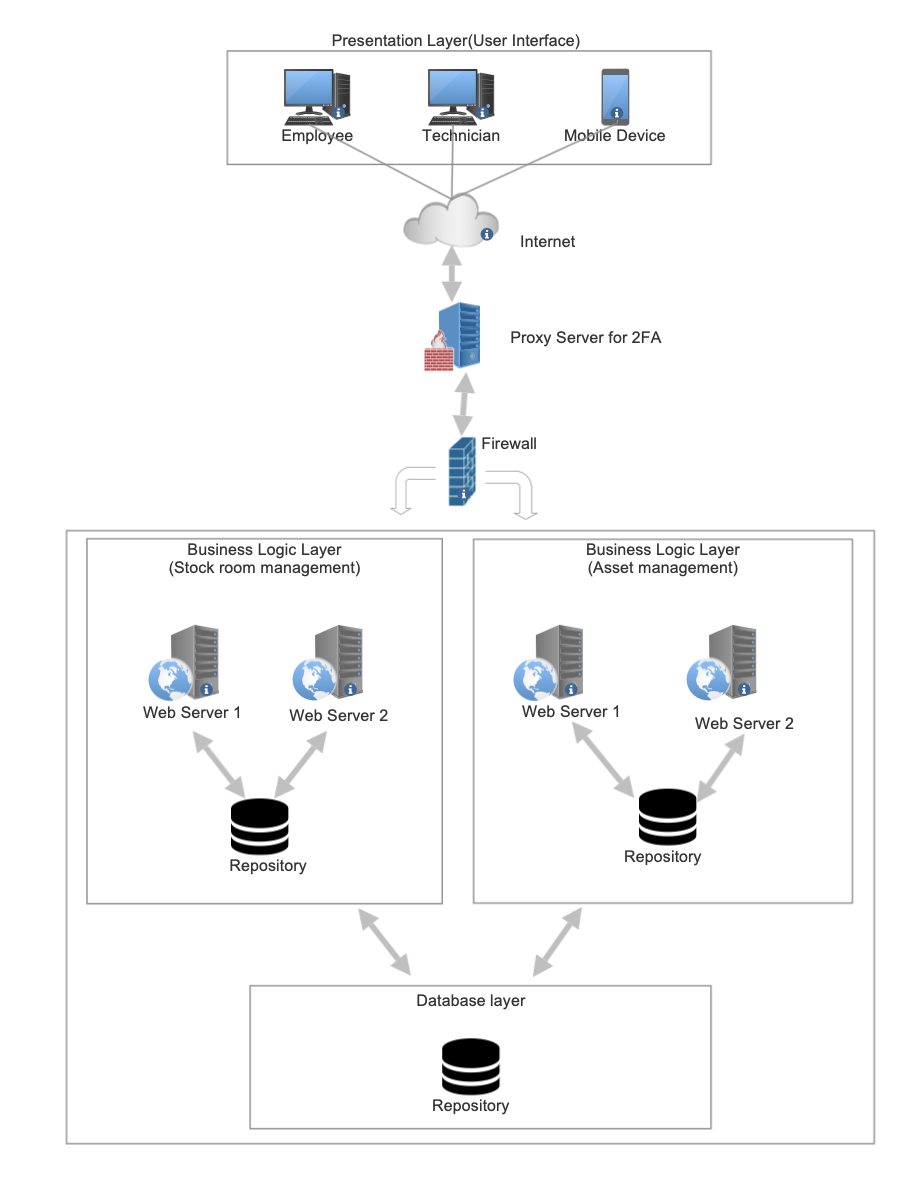 Presentation Layer(User Interface)
Employee
Technician
Mobile Device
Internet
Proxy Server for 2FA
Firewall
Business Logic Layer
(Stock room management)
Business Logic Layer
(Asset management)
Web Server 1
Web Server 2
Web Server 1
Web Server 2
Repository
Repository
Database layer
Repository